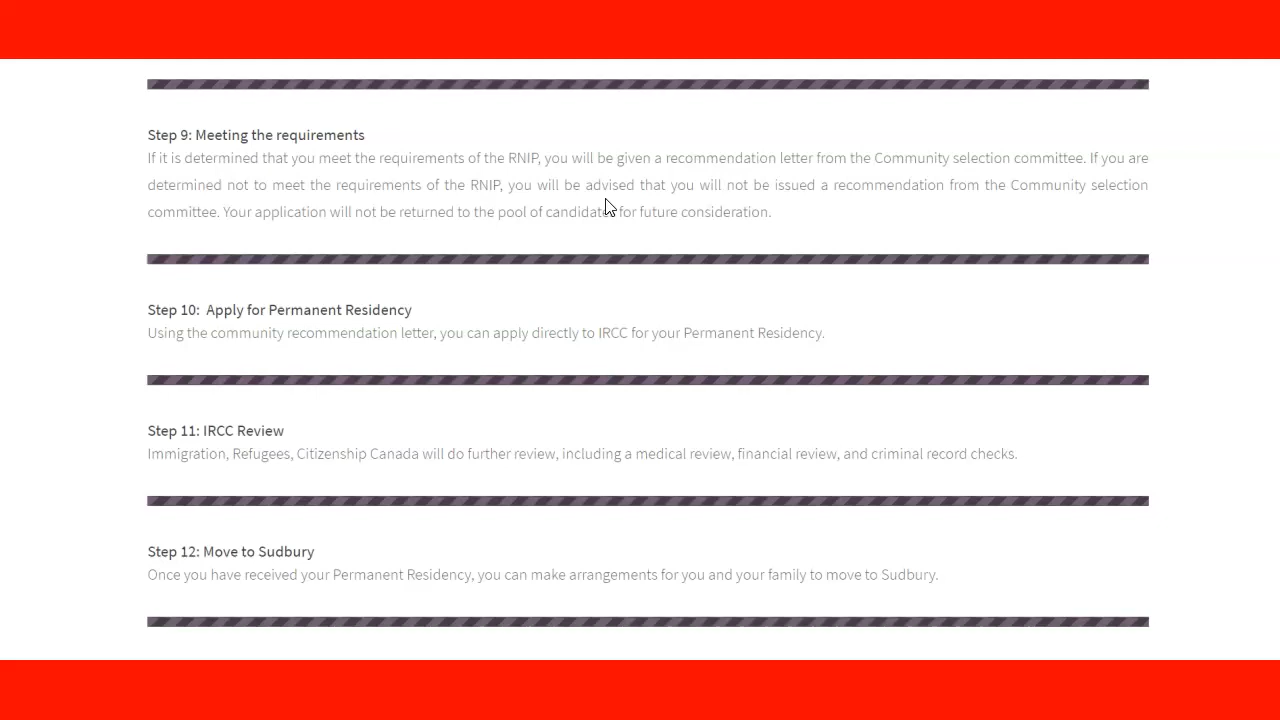 Step 9: Meeting the requirements
If it is determined that you meet the requirements of the RNIP, you will be given a recommendation letter from the Community selection committee. If you are
determined not to meet the requirements of the RNIP, you will be advised that you will not be issued a recommendation from the Community selection
committee. Your application will not be returned to the pool of candidates for future consideration.
Step 10: Apply for Permanent Residency
Using the community recommendation letter, you can apply directly to IRCC for your Permanent Residency.
Step 11: IRCC Review
Immigration, Refugees, Citizenship Canada will do further review, including a medical review, financial review, and criminal record checks.
Step 12: Move to Sudbury
Once you have received your Permanent Residency, you can make arrangements for you and your family to move to Sudbury.